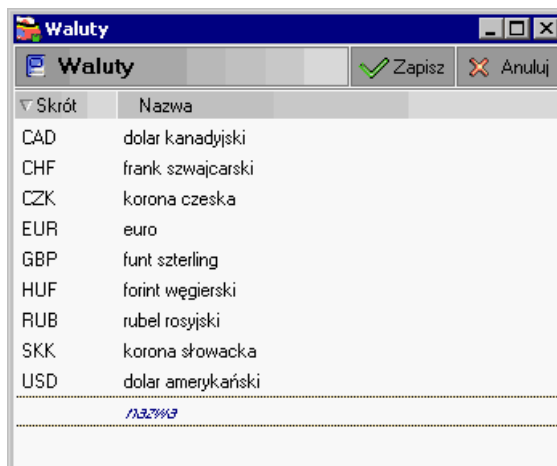 Waluty
Waluty Zapisz Anuluj
Skrót Nazwa
CAD dolar kanadyjski
CHF frank szwajcarski
CZK korona czeska
EUR euro
GBP funt szterling
HUF forint węgierski
RUB rubel rosyjski
SKK korona słowacka
USD dolar amerykański
nazwa